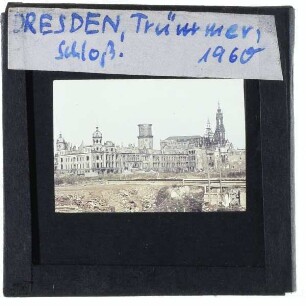 DRESDEN, Trümmer,
Schloß. 1960